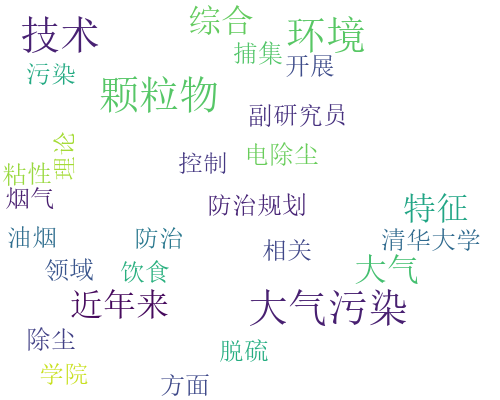 技术
综合
环境
捕集
开展
污染
颗粒物
副研究员
理论
电除尘
控制
粘性
烟气
防治规划
特征
油烟
防治
清华大学
相关
领域
饮食
大气
近年来
大气污染
除尘
脱硫
学院
方面